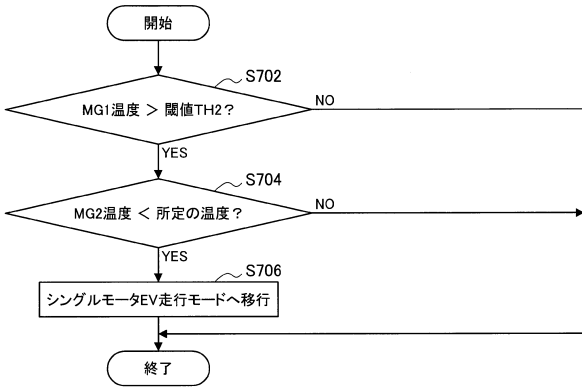 開始
S702
MG1温度 > 閾値TH2?
NO
YES
S704
MG2温度 < 所定の温度?
NO
YES
S706
シングルモータEV走行モードへ移行
終了